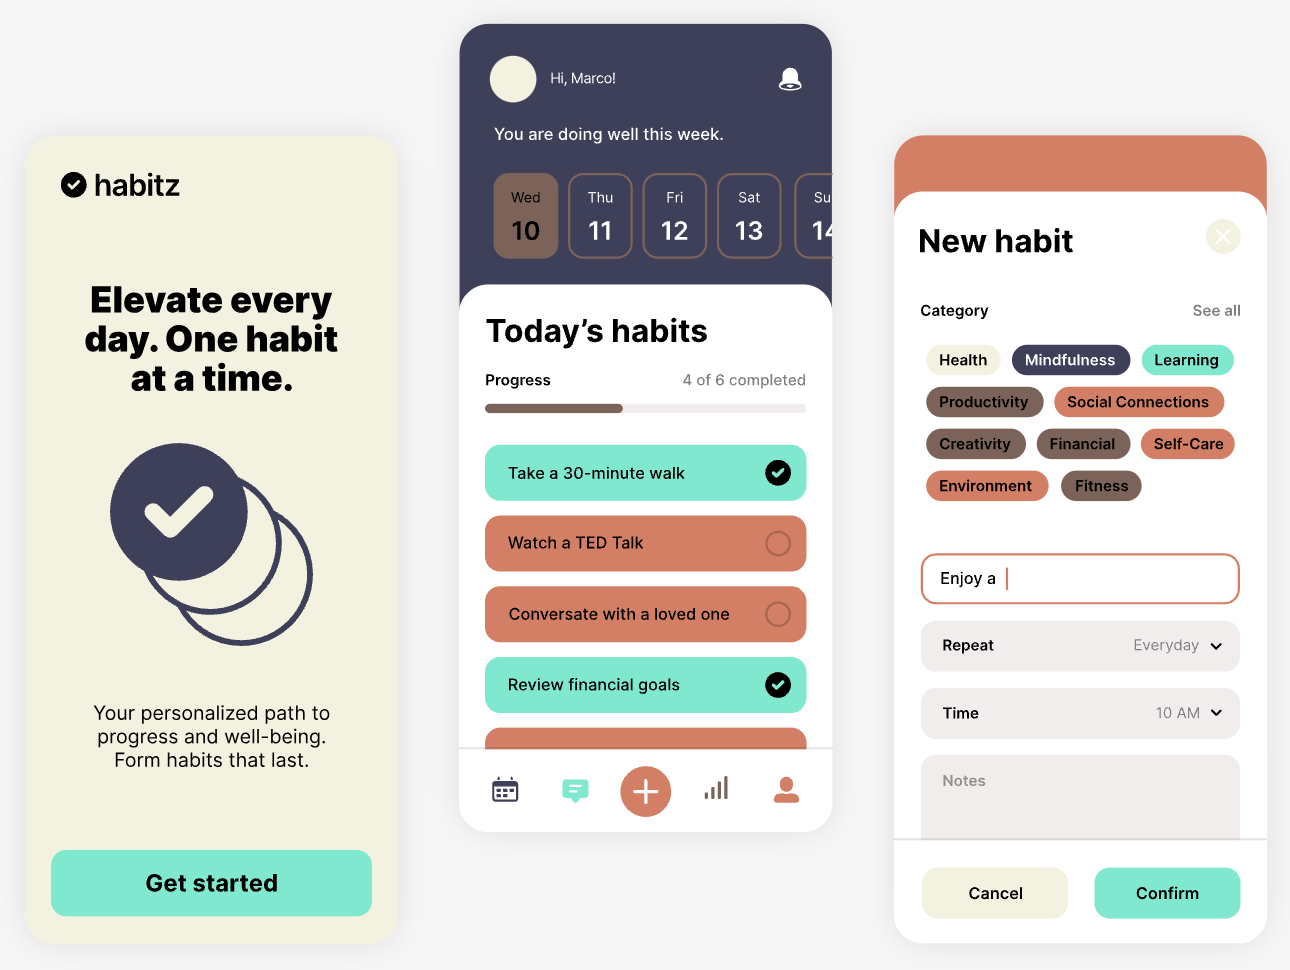 habitz
Elevate every
day. One habit
at a time.
Your personalized path to
progress and well-being.
Form habits that last.
Get started
Hi, Marco!
You are doing well this week.
Wed Thu Fri Sat Su
10 11 12 13 14
Today's habits
Progress 4 of 6 completed
Take a 30-minute walk
Watch a TED Talk
Conversate with a loved one
Review financial goals
New habit
Category See all
Health Mindfulness Learning
Productivity Social Connections
Creativity Financial Self-Care
Environment Fitness
Enjoy a
Repeat Everyday
Time 10 AM
Notes
Cancel Confirm